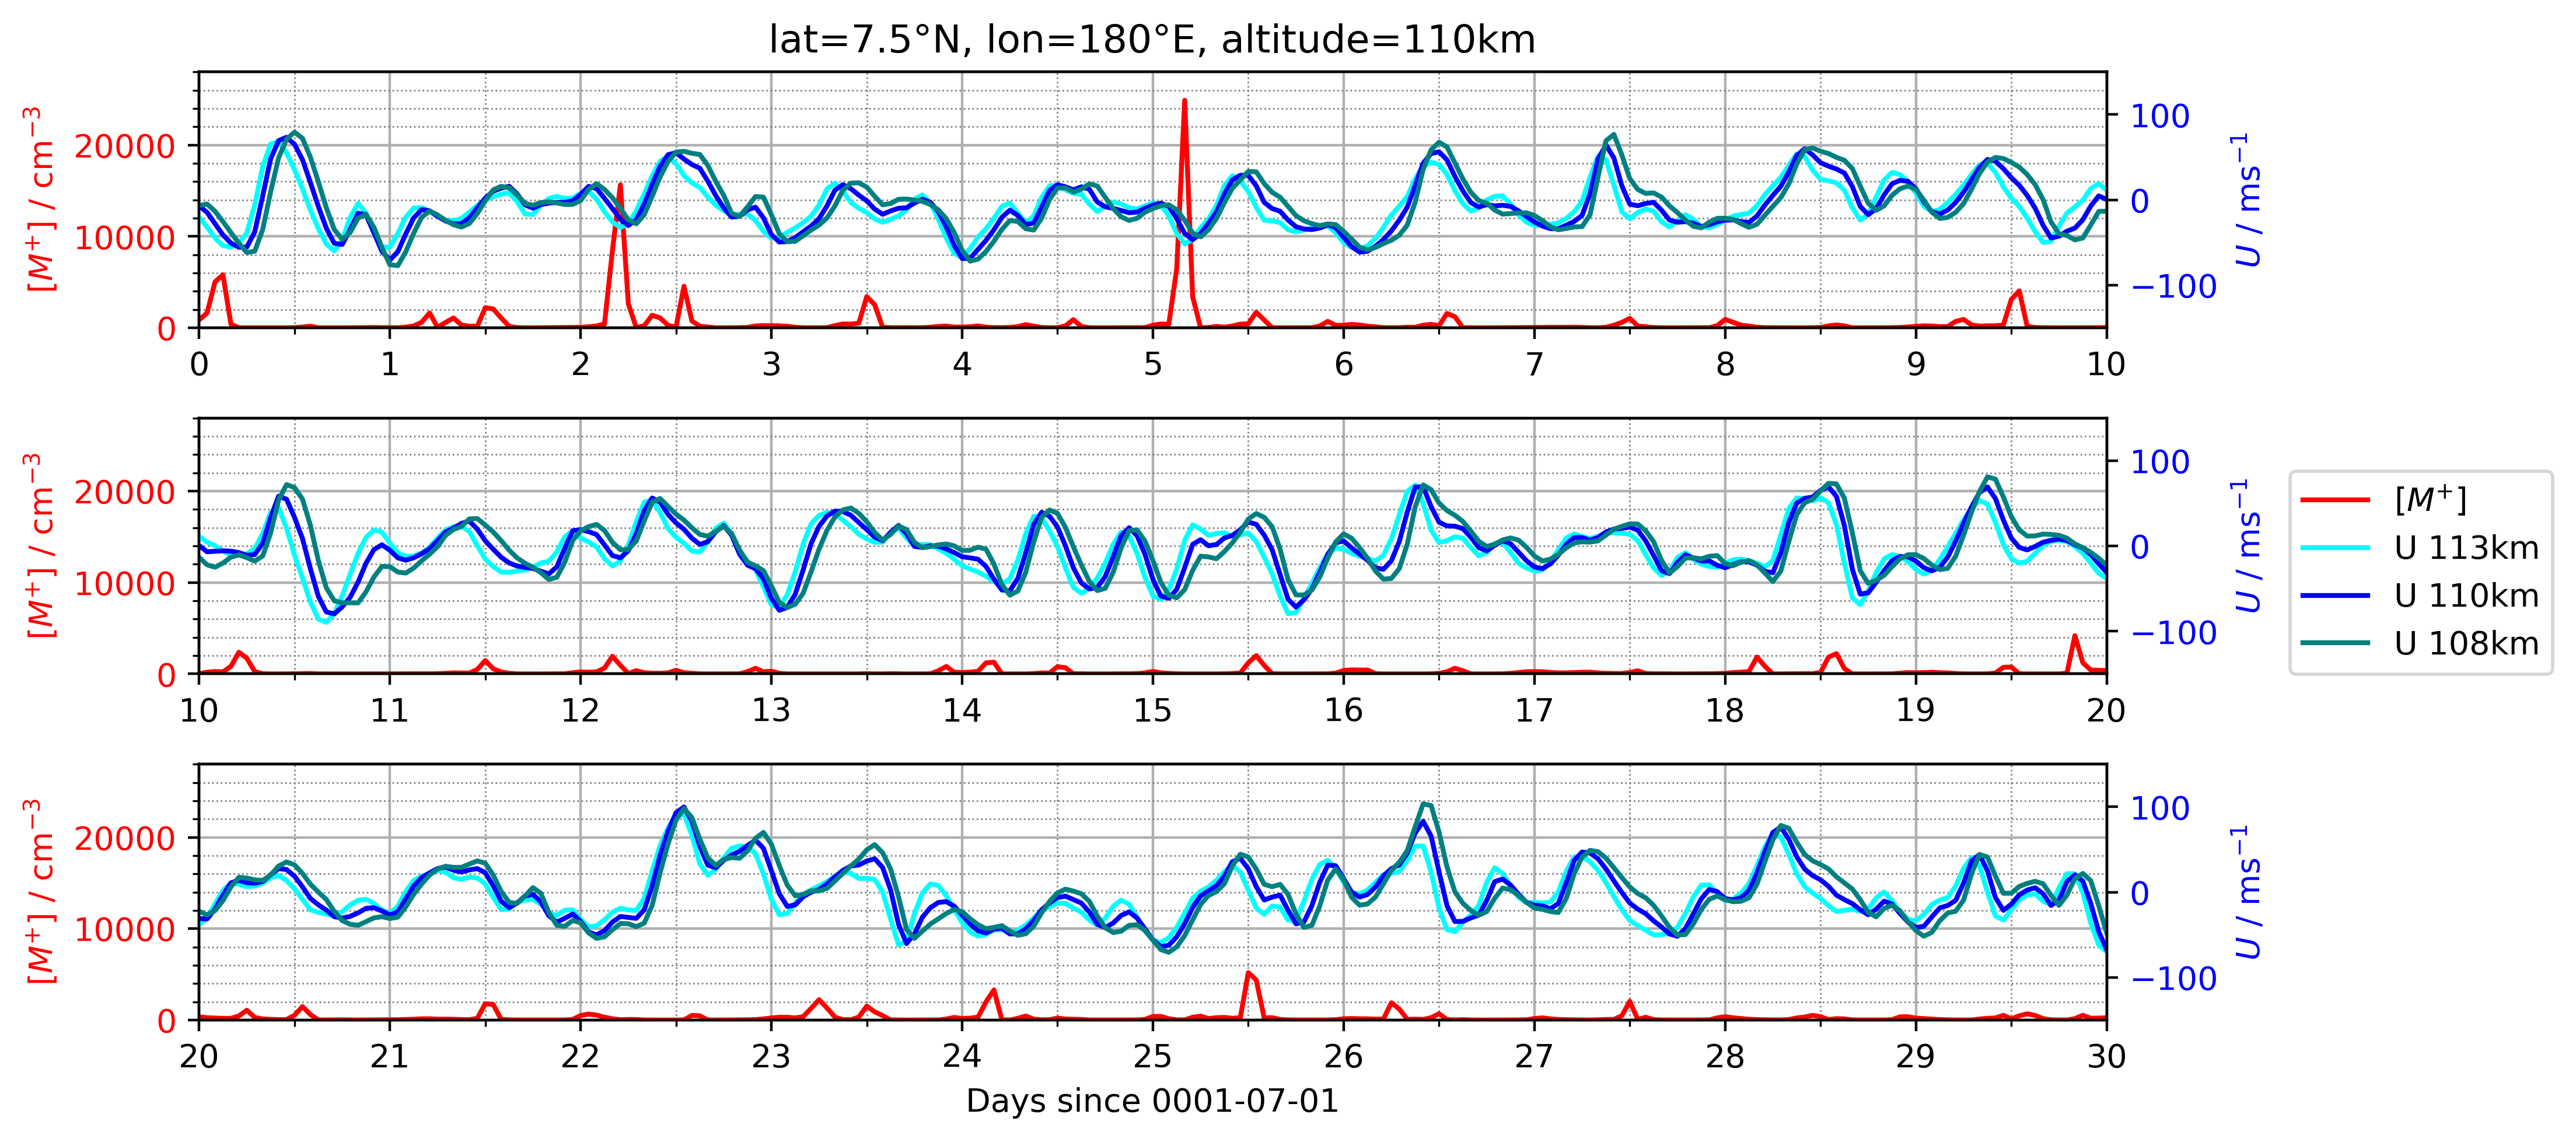 lat=7.5°N, lon=180°E, altitude=110km
[M⁺] / cm⁻³
20000
10000
0
100
0
−100
U / ms⁻¹
0 1 2 3 4 5 6 7 8 9 10
[M⁺] / cm⁻³
20000
10000
0
100
0
−100
U / ms⁻¹
10 11 12 13 14 15 16 17 18 19 20
[M⁺]
U 113km
U 110km
U 108km
[M⁺] / cm⁻³
20000
10000
0
100
0
−100
U / ms⁻¹
20 21 22 23 24 25 26 27 28 29 30
Days since 0001-07-01